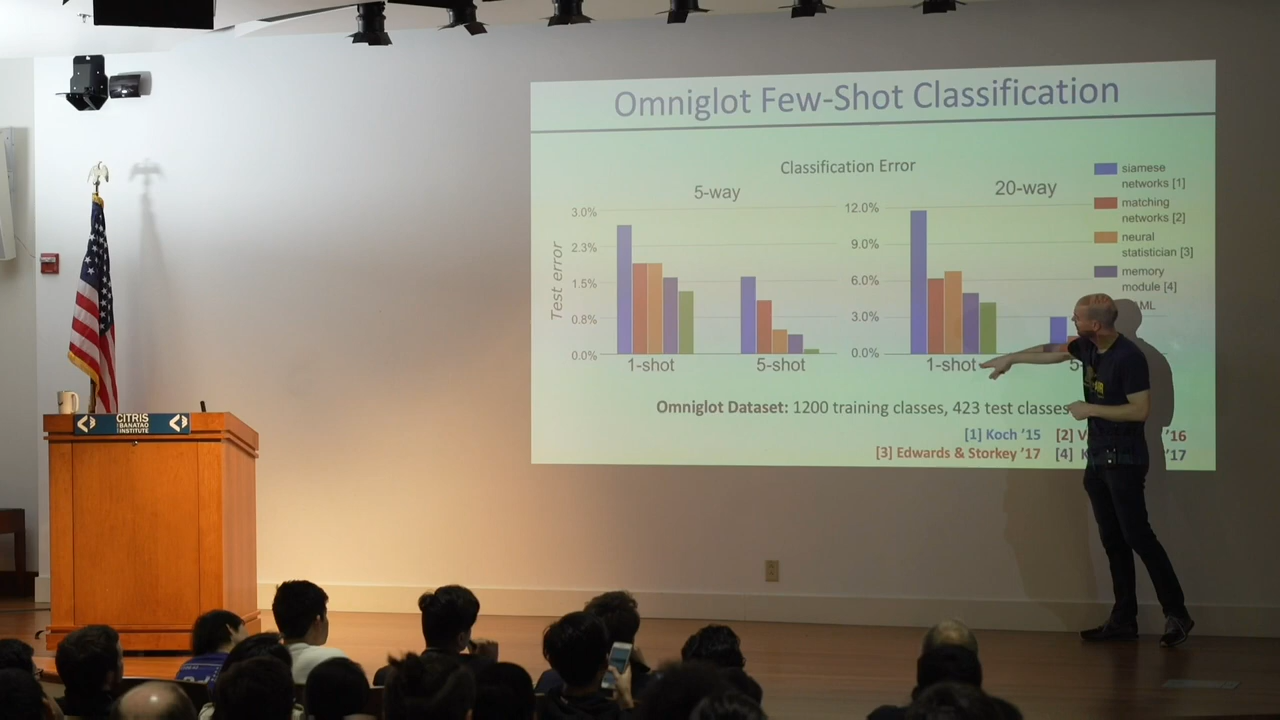 Omniglot Few-Shot Classification
Classification Error
5-way
20-way
3.0%
2.3%
1.5%
0.8%
0.0%
Test error
12.0%
9.0%
6.0%
3.0%
0.0%
1-shot
5-shot
1-shot
5
siamese
networks [1]
matching
networks [2]
neural
statistician [3]
memory
module [4]
MAML
Omniglot Dataset: 1200 training classes, 423 test classes
[1] Koch ’15 [2] ’16
[3] Edwards & Storkey ’17 [4] ’17
CITRIS
BANATAO
INSTITUTE